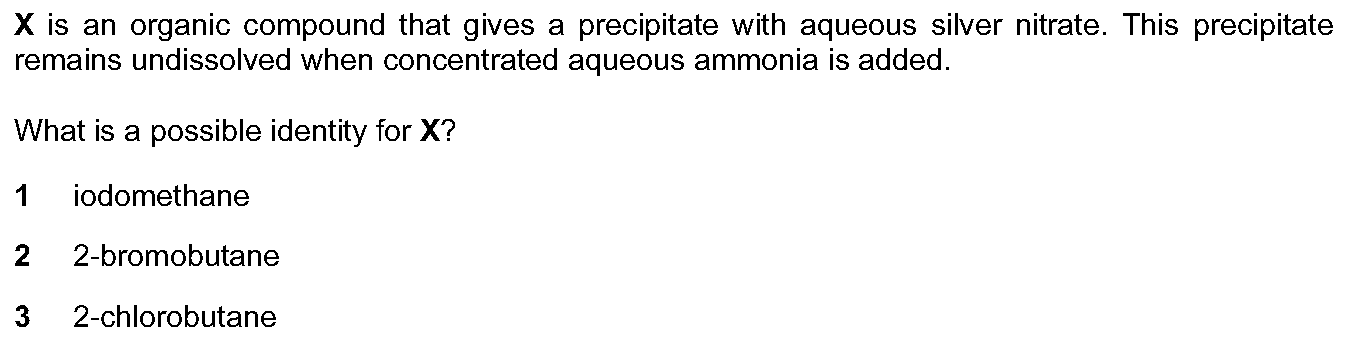 X is an organic compound that gives a precipitate with aqueous silver nitrate. This precipitate
remains undissolved when concentrated aqueous ammonia is added.
What is a possible identity for X?
1 iodomethane
2 2-bromobutane
3 2-chlorobutane